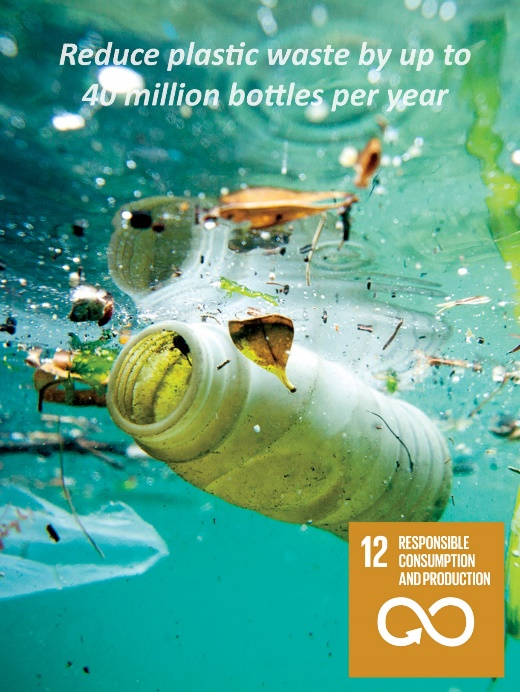 Reduce plastic waste by up to
40 million bottles per year
12 RESPONSIBLE
CONSUMPTION
AND PRODUCTION